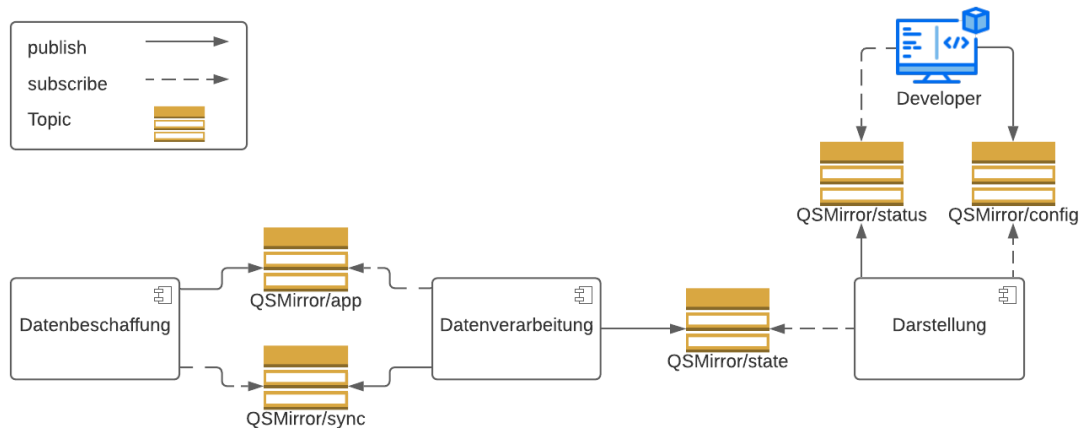 publish
subscribe
Topic
</>
Developer
QSMirror/status
QSMirror/config
QSMirror/app
Datenbeschaffung
Datenverarbeitung
Darstellung
QSMirror/state
QSMirror/sync